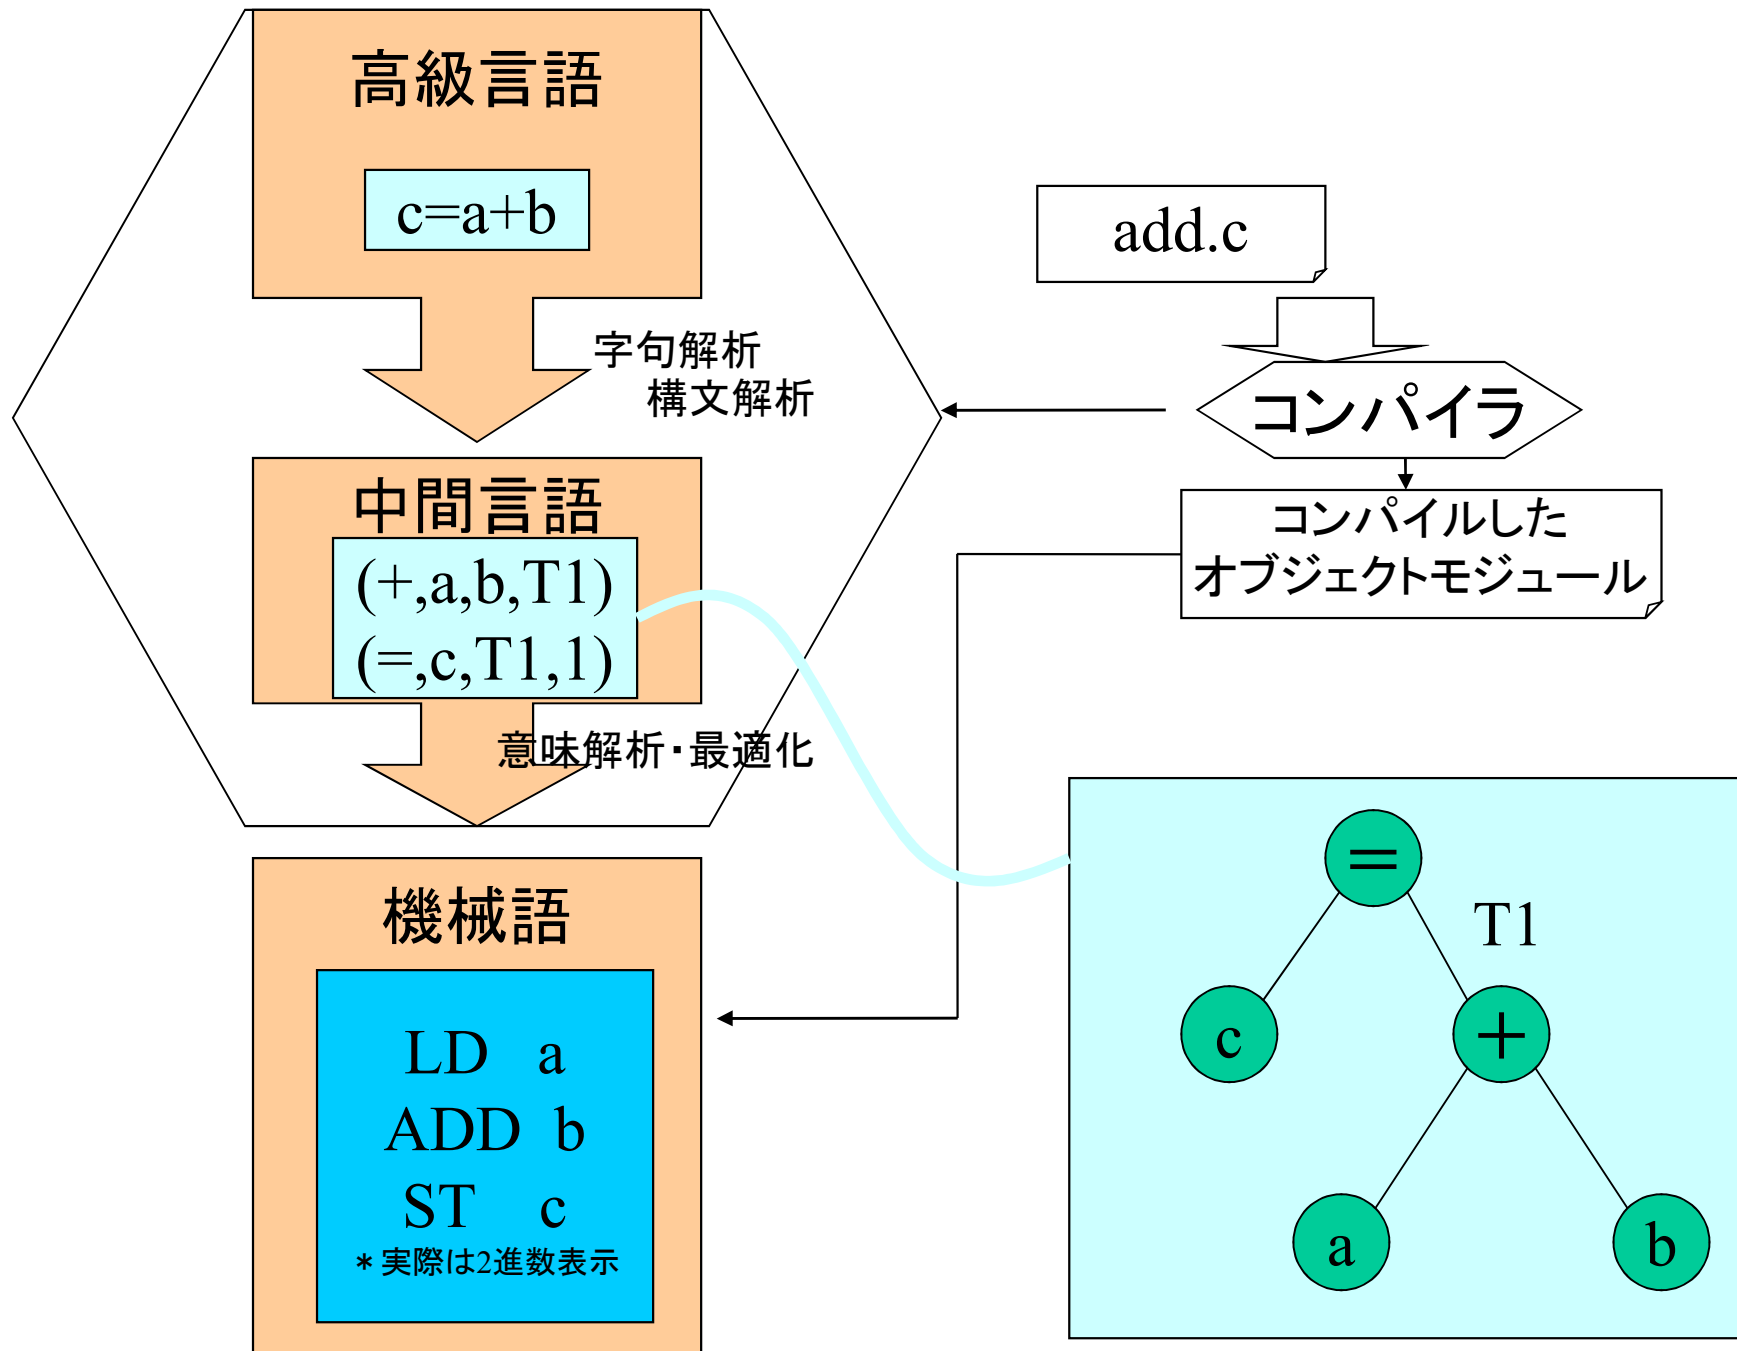 高級言語
c=a+b
字句解析
構文解析
中間言語
(+,a,b,T1)
(=,c,T1,1)
意味解析・最適化
機械語
LD a
ADD b
ST c
*実際は2進数表示
add.c
コンパイラ
コンパイルした
オブジェクトモジュール
=
T1
c
+
a
b